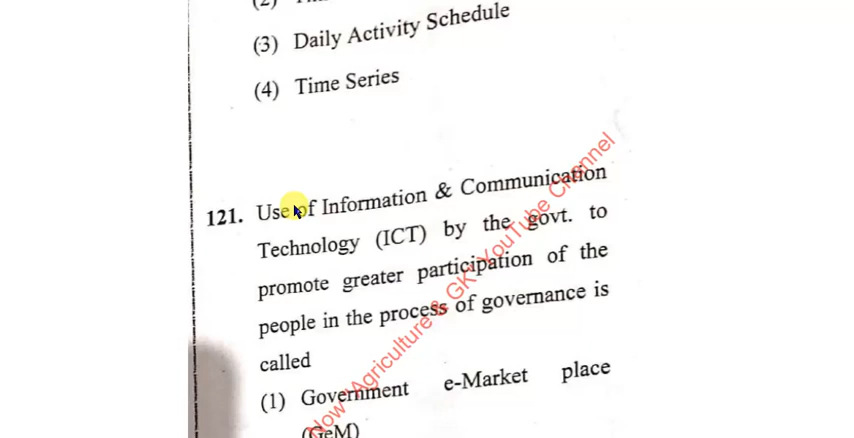 (2)
(3) Daily Activity Schedule
(4) Time Series
121. Use of Information & Communication
Technology (ICT) by the govt. to
promote greater participation of the
people in the process of governance is
called
(1) Government e-Market place
(GeM)
Now "Agriculture & GK" YouTube Channel